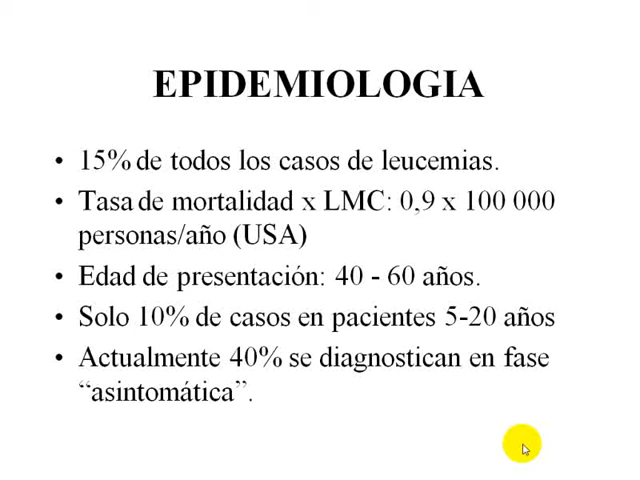 EPIDEMIOLOGIA
• 15% de todos los casos de leucemias.
• Tasa de mortalidad x LMC: 0,9 x 100 000
personas/año (USA)
• Edad de presentación: 40 - 60 años.
• Solo 10% de casos en pacientes 5-20 años
• Actualmente 40% se diagnostican en fase
“asintomática”.